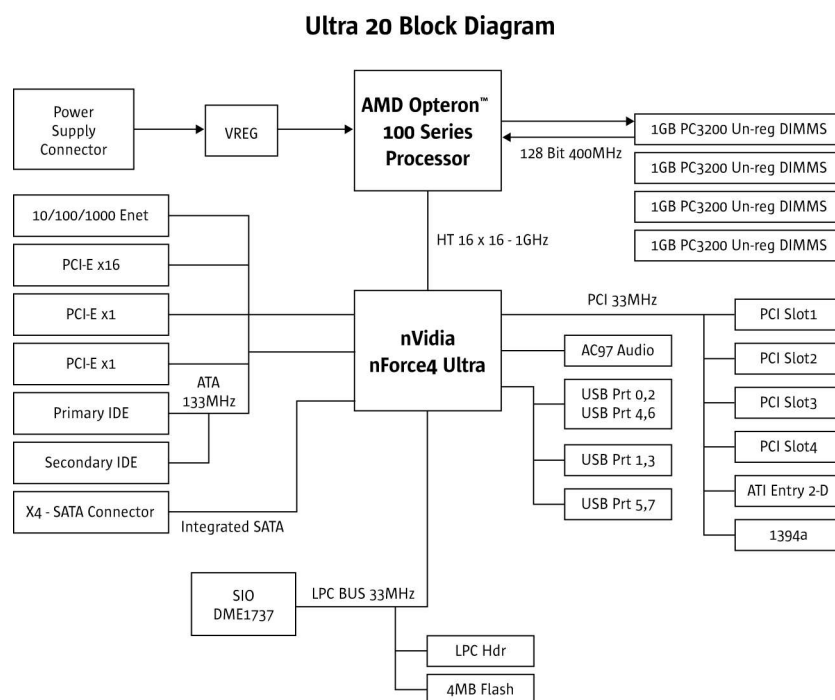 Ultra 20 Block Diagram
Power
Supply
Connector
VREG
AMD Opteron™
100 Series
Processor
128 Bit 400MHz
1GB PC3200 Un-reg DIMMS
1GB PC3200 Un-reg DIMMS
1GB PC3200 Un-reg DIMMS
1GB PC3200 Un-reg DIMMS
HT 16 x 16 - 1GHz
10/100/1000 Enet
PCI-E x16
PCI-E x1
PCI-E x1
ATA
133MHz
Primary IDE
Secondary IDE
X4 - SATA Connector
Integrated SATA
nVidia
nForce4 Ultra
PCI 33MHz
AC97 Audio
USB Prt 0,2
USB Prt 4,6
USB Prt 1,3
USB Prt 5,7
PCI Slot1
PCI Slot2
PCI Slot3
PCI Slot4
ATI Entry 2-D
1394a
SIO
DME1737
LPC BUS 33MHz
LPC Hdr
4MB Flash